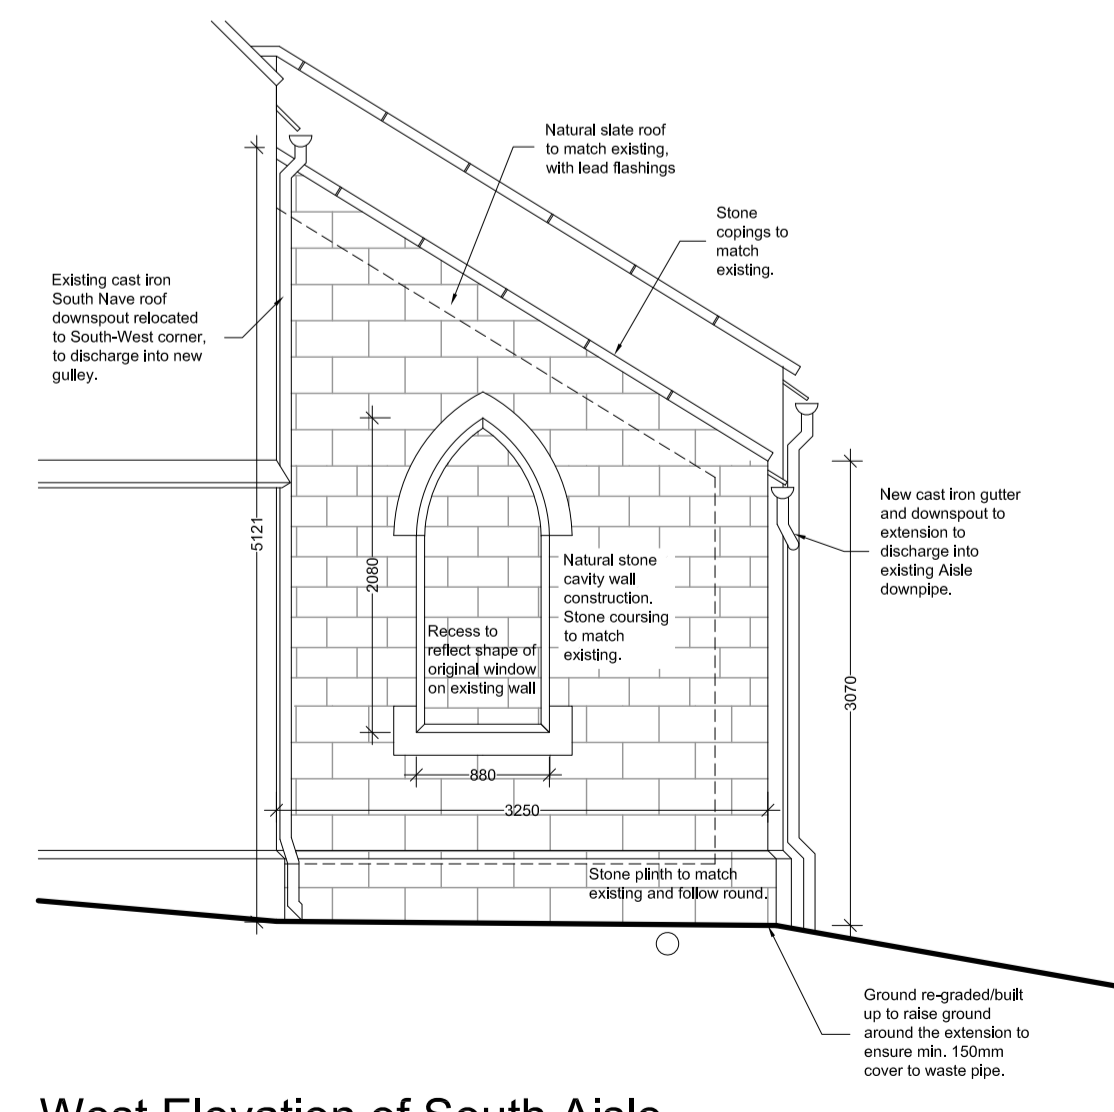 Natural slate roof
to match existing,
with lead flashings
Stone
copings to
match
existing.
Existing cast iron
South Nave roof
downspout relocated
to South-West corner,
to discharge into new
gulley.
New cast iron gutter
and downspout to
extension to
discharge into
existing Aisle
downpipe.
5121
2080
Natural stone
cavity wall
construction.
Stone coursing
to match
existing.
Recess to
reflect shape of
original window
on existing wall
3070
880
3250
Stone plinth to match
existing and follow round.
Ground re-graded/built
up to raise ground
around the extension to
ensure min. 150mm
cover to waste pipe.
West Elevation of South Aisle